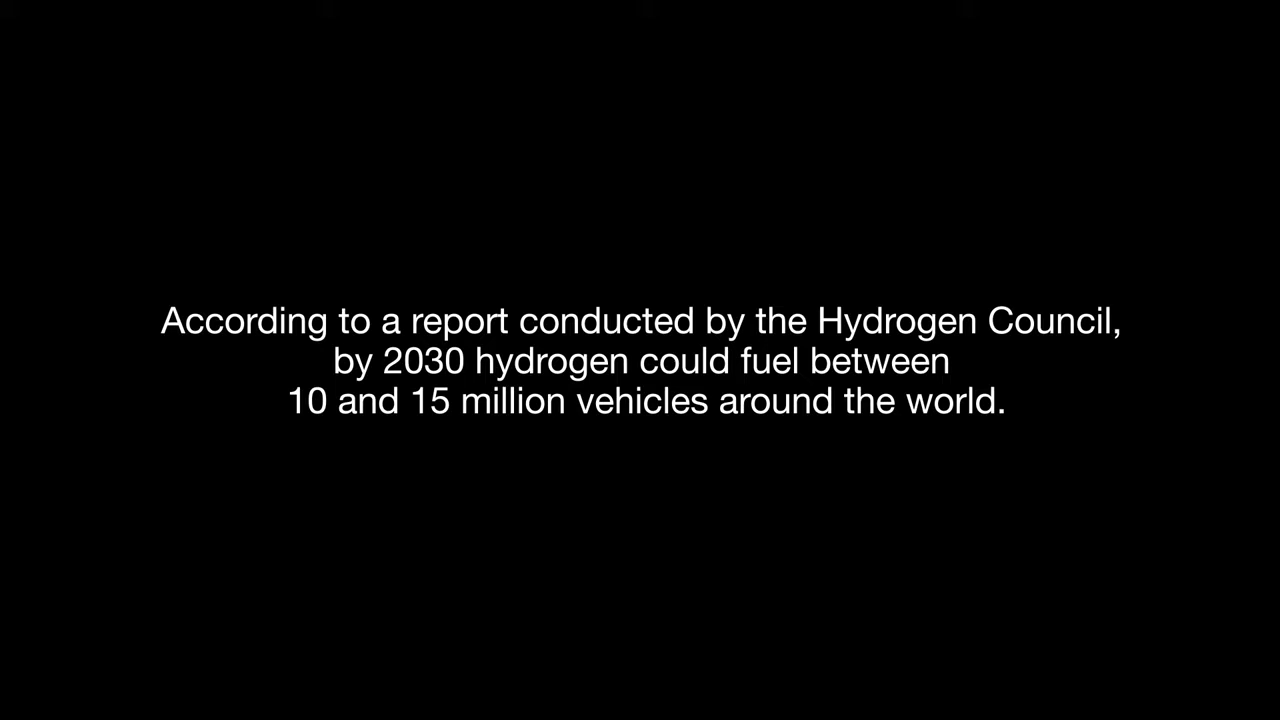 According to a report conducted by the Hydrogen Council,
by 2030 hydrogen could fuel between
10 and 15 million vehicles around the world.